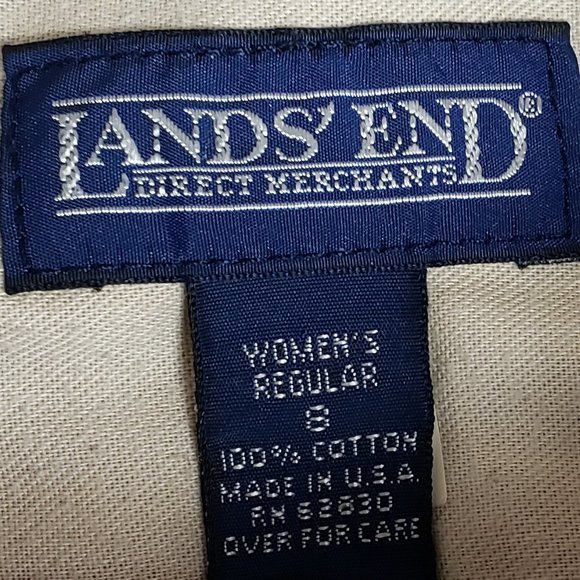 LANDS' END®
DIRECT MERCHANTS
WOMEN'S
REGULAR
8
100% COTTON
MADE IN U.S.A.
RN 62830
OVER FOR CARE